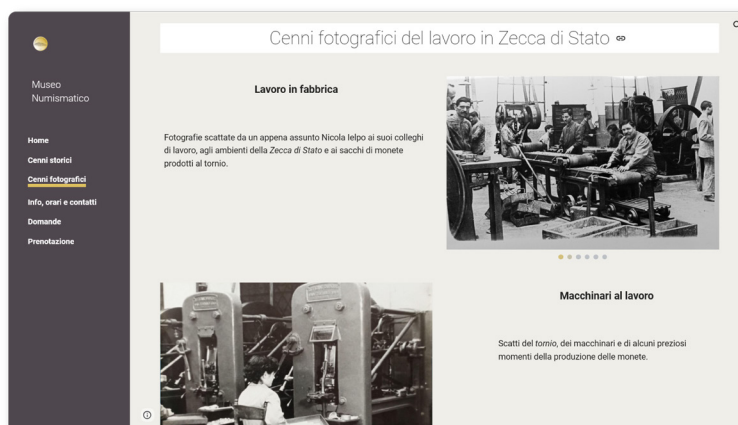 Cenni fotografici del lavoro in Zecca di Stato
Museo
Numismatico
Home
Cenni storici
Cenni fotografici
Info, orari e contatti
Domande
Prenotazione
Lavoro in fabbrica
Fotografie scattate da un appena assunto Nicola Ielpo ai suoi colleghi
di lavoro, agli ambienti della Zecca di Stato e ai sacchi di monete
prodotti al tornio.
Macchinari al lavoro
Scatti del tornio, dei macchinari e di alcuni preziosi
momenti della produzione delle monete.